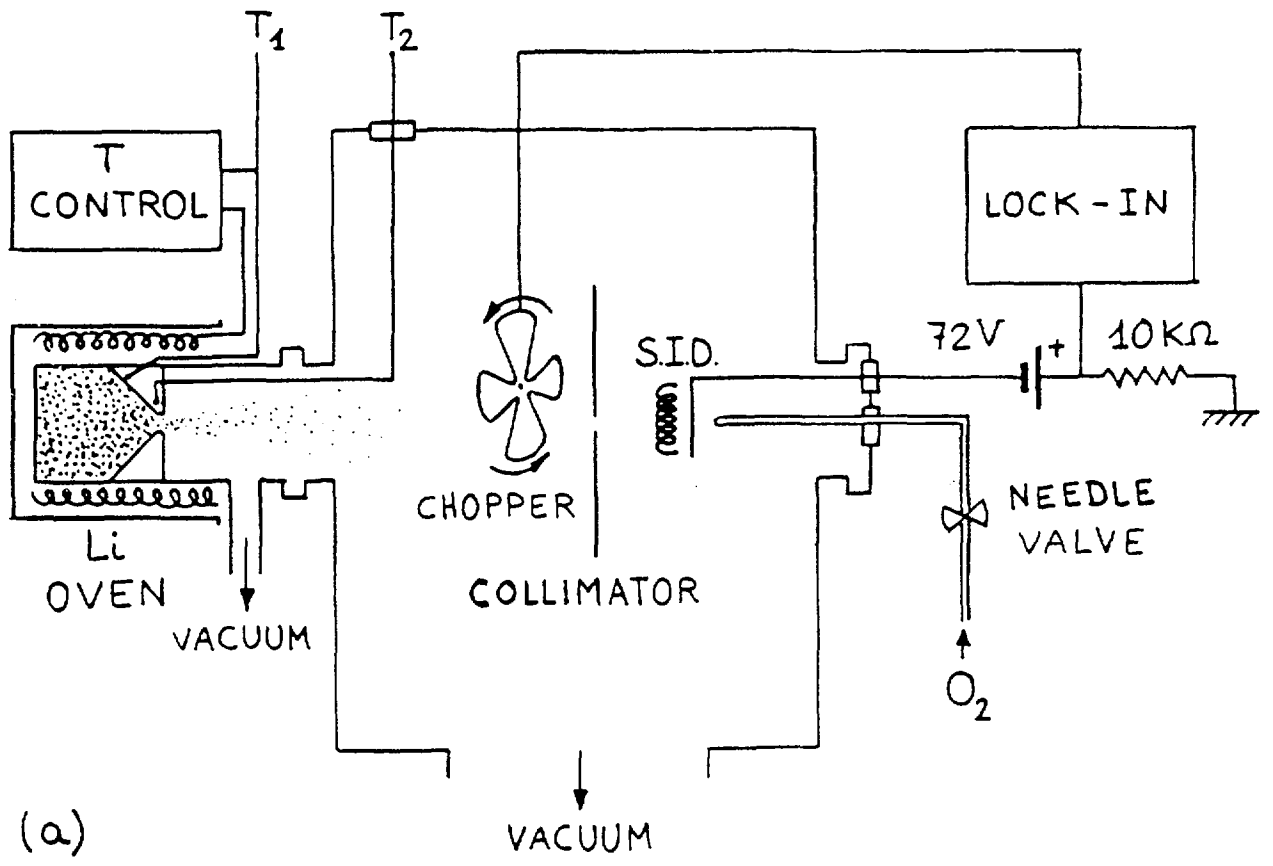 T1
T2
T
CONTROL
LOCK-IN
72V
+
10KΩ
S.I.D.
CHOPPER
NEEDLE
VALVE
Li
OVEN
COLLIMATOR
VACUUM
O2
(a)
VACUUM